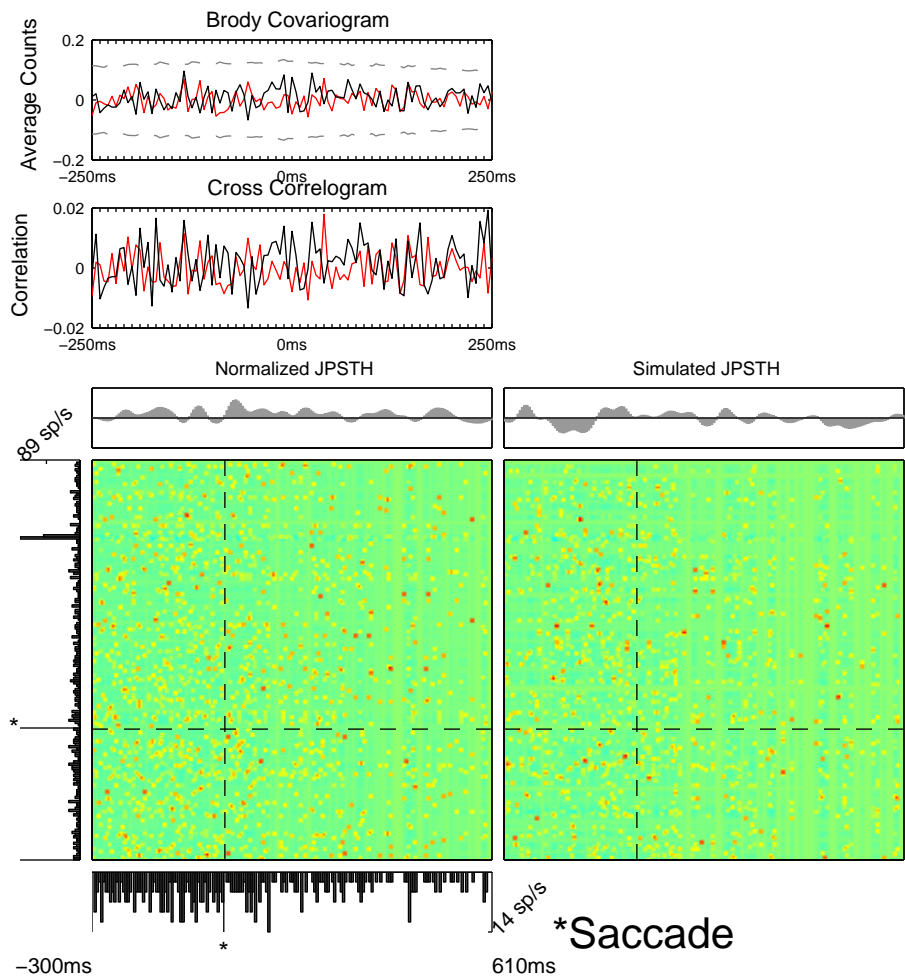 Brody Covariogram
0.2
0
−0.2
Average Counts
−250ms
0ms
250ms
Cross Correlogram
0.02
0
−0.02
Correlation
−250ms
0ms
250ms
Normalized JPSTH
Simulated JPSTH
89 sp/s
*
14 sp/s
*
*Saccade
−300ms
610ms